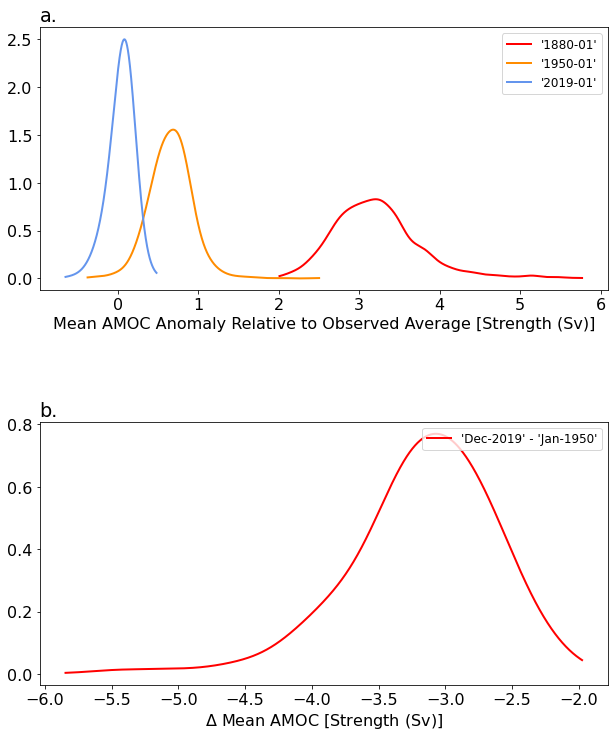 a.
2.5
2.0
1.5
1.0
0.5
0.0
'1880-01'
'1950-01'
'2019-01'
0 1 2 3 4 5 6
Mean AMOC Anomaly Relative to Observed Average [Strength (Sv)]
b.
0.8
0.6
0.4
0.2
0.0
'Dec-2019' - 'Jan-1950'
−6.0 −5.5 −5.0 −4.5 −4.0 −3.5 −3.0 −2.5 −2.0
Δ Mean AMOC [Strength (Sv)]